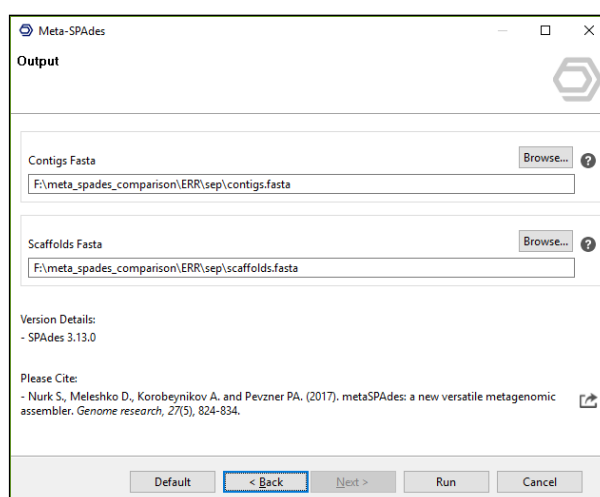 Meta-SPAdes
Output
Contigs Fasta
Browse...
F:\meta_spades_comparison\ERR\sep\contigs.fasta
Scaffolds Fasta
Browse...
F:\meta_spades_comparison\ERR\sep\scaffolds.fasta
Version Details:
- SPAdes 3.13.0
Please Cite:
- Nurk S., Meleshko D., Korobeynikov A. and Pevzner PA. (2017). metaSPAdes: a new versatile metagenomic
assembler. Genome research, 27(5), 824-834.
Default < Back Next > Run Cancel